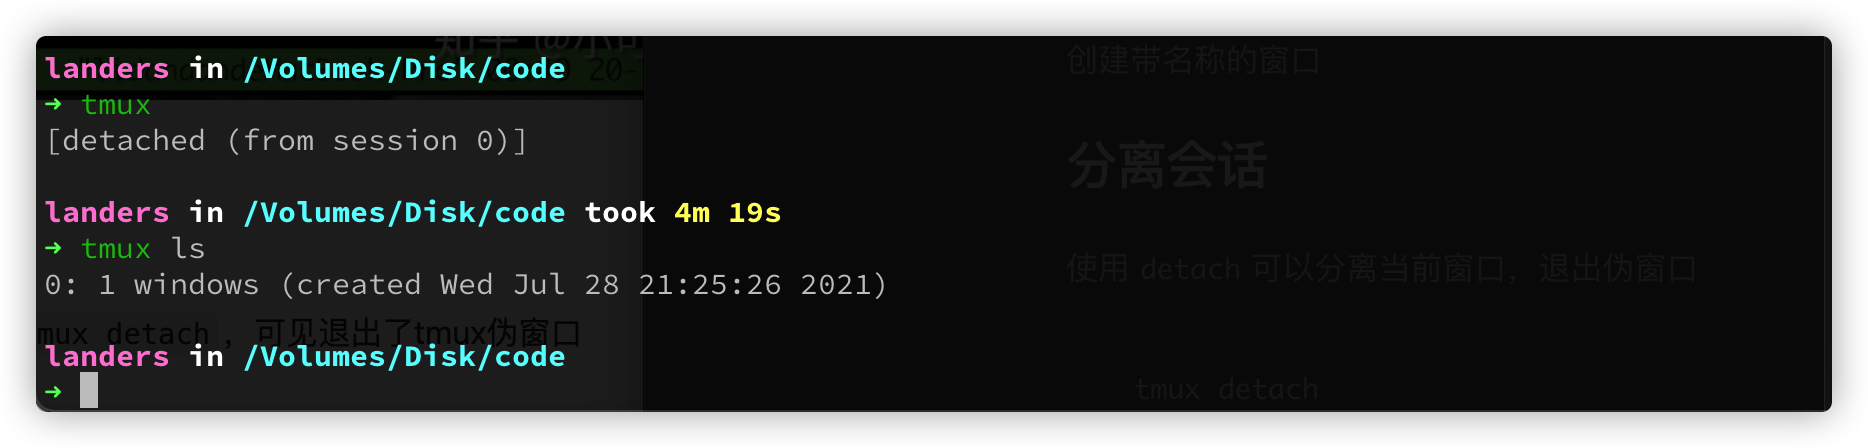 landers in /Volumes/Disk/code
→ tmux
[detached (from session 0)]
landers in /Volumes/Disk/code took 4m 19s
→ tmux ls
0: 1 windows (created Wed Jul 28 21:25:26 2021)
mux detach ，可见退出了tmux伪窗口
landers in /Volumes/Disk/code
→
创建带名称的窗口
分离会话
使用 detach 可以分离当前窗口，退出伪窗口
tmux detach